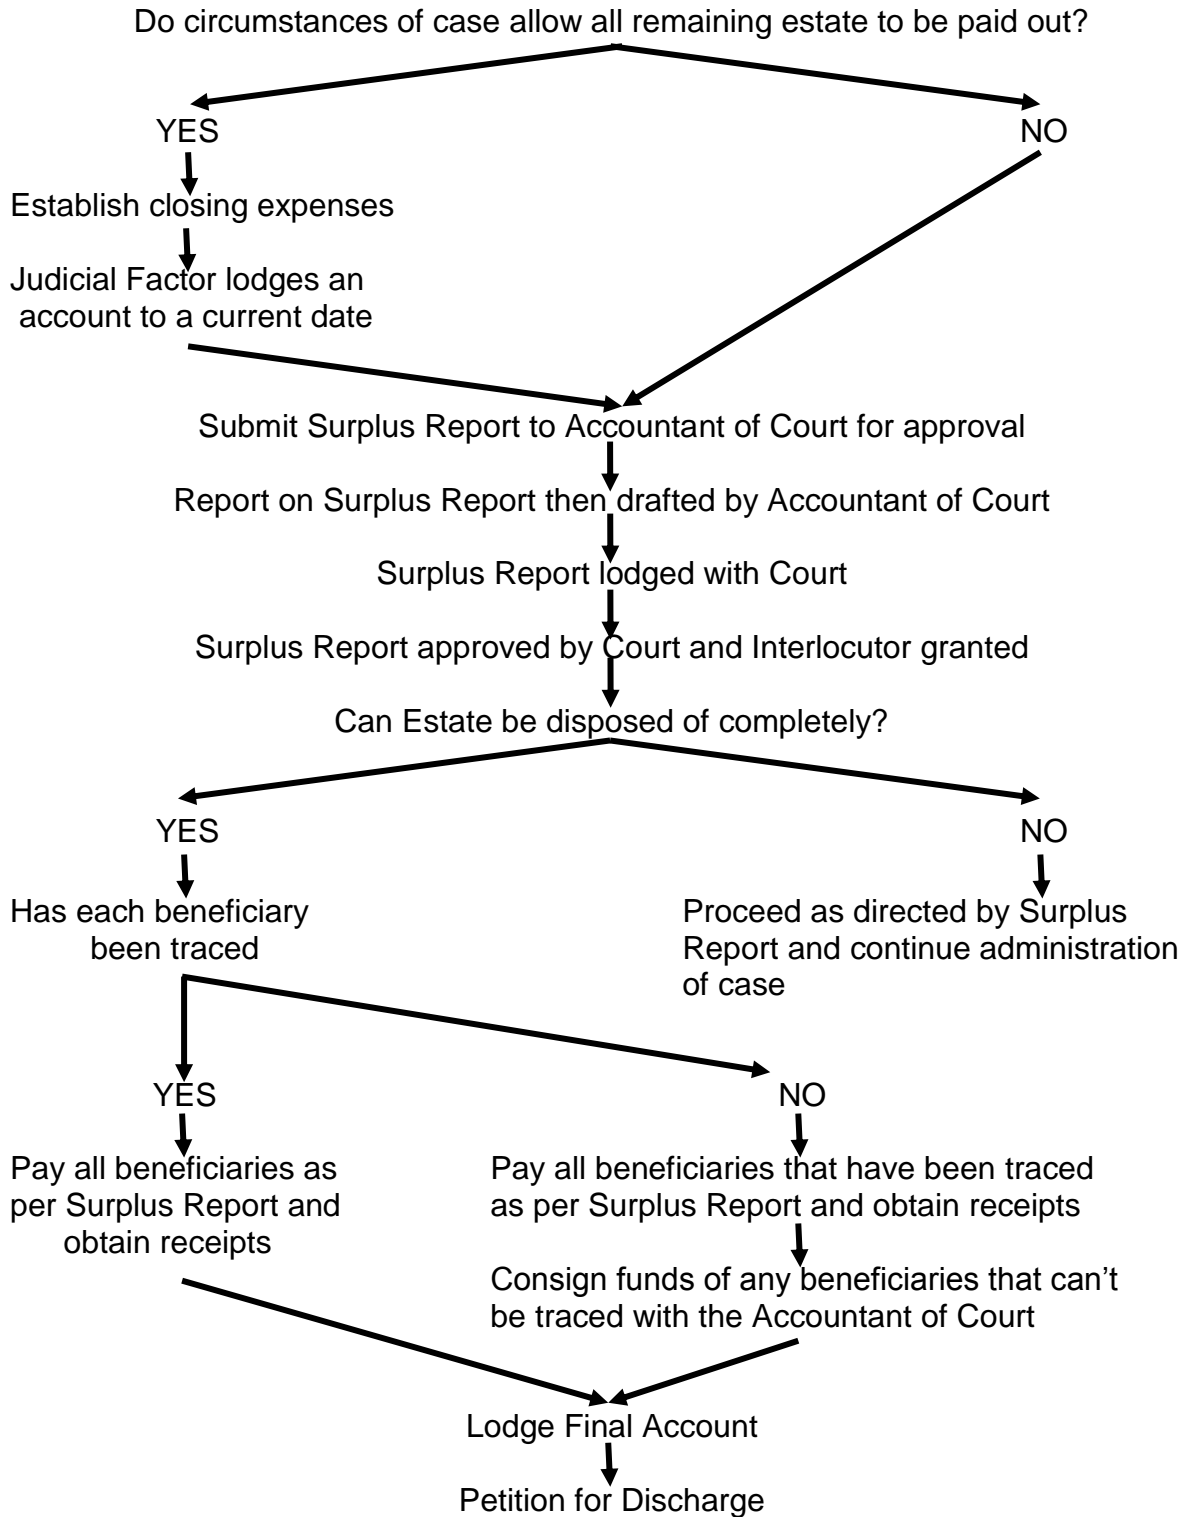 Do circumstances of case allow all remaining estate to be paid out?
YES
NO
Establish closing expenses
Judicial Factor lodges an
account to a current date
Submit Surplus Report to Accountant of Court for approval
Report on Surplus Report then drafted by Accountant of Court
Surplus Report lodged with Court
Surplus Report approved by Court and Interlocutor granted
Can Estate be disposed of completely?
YES
NO
Has each beneficiary
been traced
Proceed as directed by Surplus
Report and continue administration
of case
YES
NO
Pay all beneficiaries as
per Surplus Report and
obtain receipts
Pay all beneficiaries that have been traced
as per Surplus Report and obtain receipts
Consign funds of any beneficiaries that can’t
be traced with the Accountant of Court
Lodge Final Account
Petition for Discharge